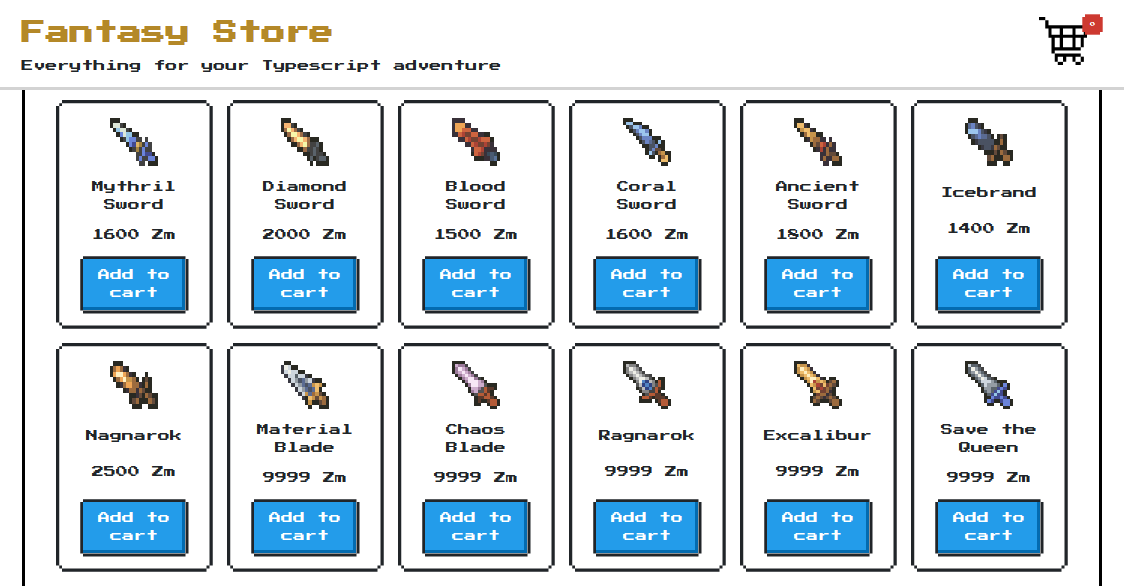 Fantasy Store
0
Everything for your Typescript adventure
Mythril
Sword
1600 Zm
Add to
cart
Diamond
Sword
2000 Zm
Add to
cart
Blood
Sword
1500 Zm
Add to
cart
Coral
Sword
1600 Zm
Add to
cart
Ancient
Sword
1800 Zm
Add to
cart
Icebrand
1400 Zm
Add to
cart
Nagnarok
2500 Zm
Add to
cart
Material
Blade
9999 Zm
Add to
cart
Chaos
Blade
9999 Zm
Add to
cart
Ragnarok
9999 Zm
Add to
cart
Excalibur
9999 Zm
Add to
cart
Save the
Queen
9999 Zm
Add to
cart